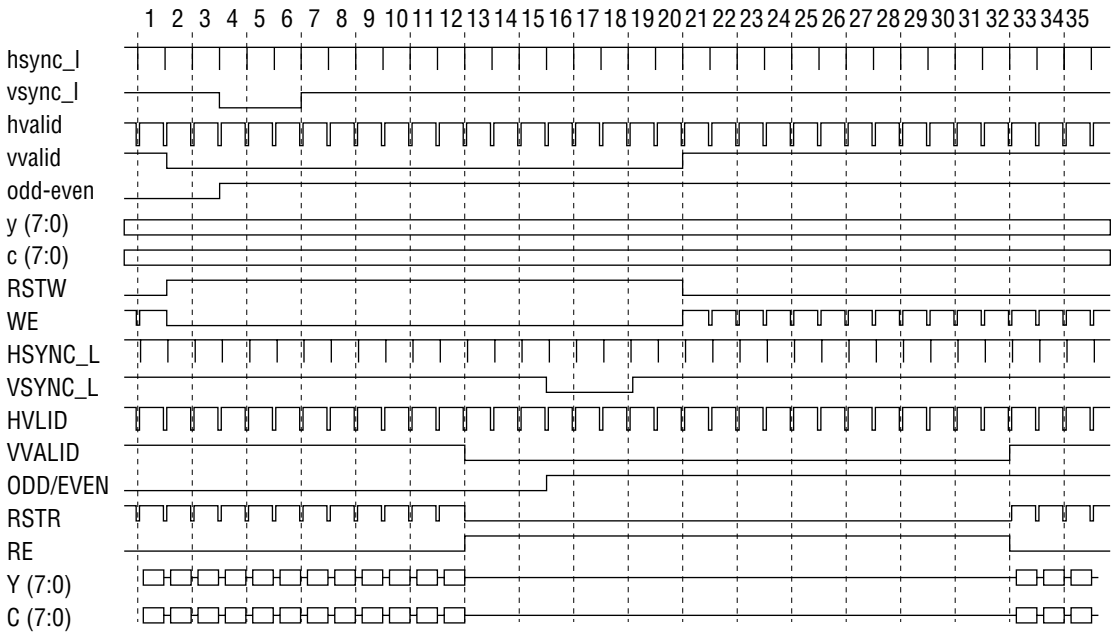 1 2 3 4 5 6 7 8 9 10 11 12 13 14 15 16 17 18 19 20 21 22 23 24 25 26 27 28 29 30 31 32 33 34 35
hsync_l
vsync_l
hvalid
vvalid
odd-even
y (7:0)
c (7:0)
RSTW
WE
HSYNC_L
VSYNC_L
HVLID
VVALID
ODD/EVEN
RSTR
RE
Y (7:0)
C (7:0)